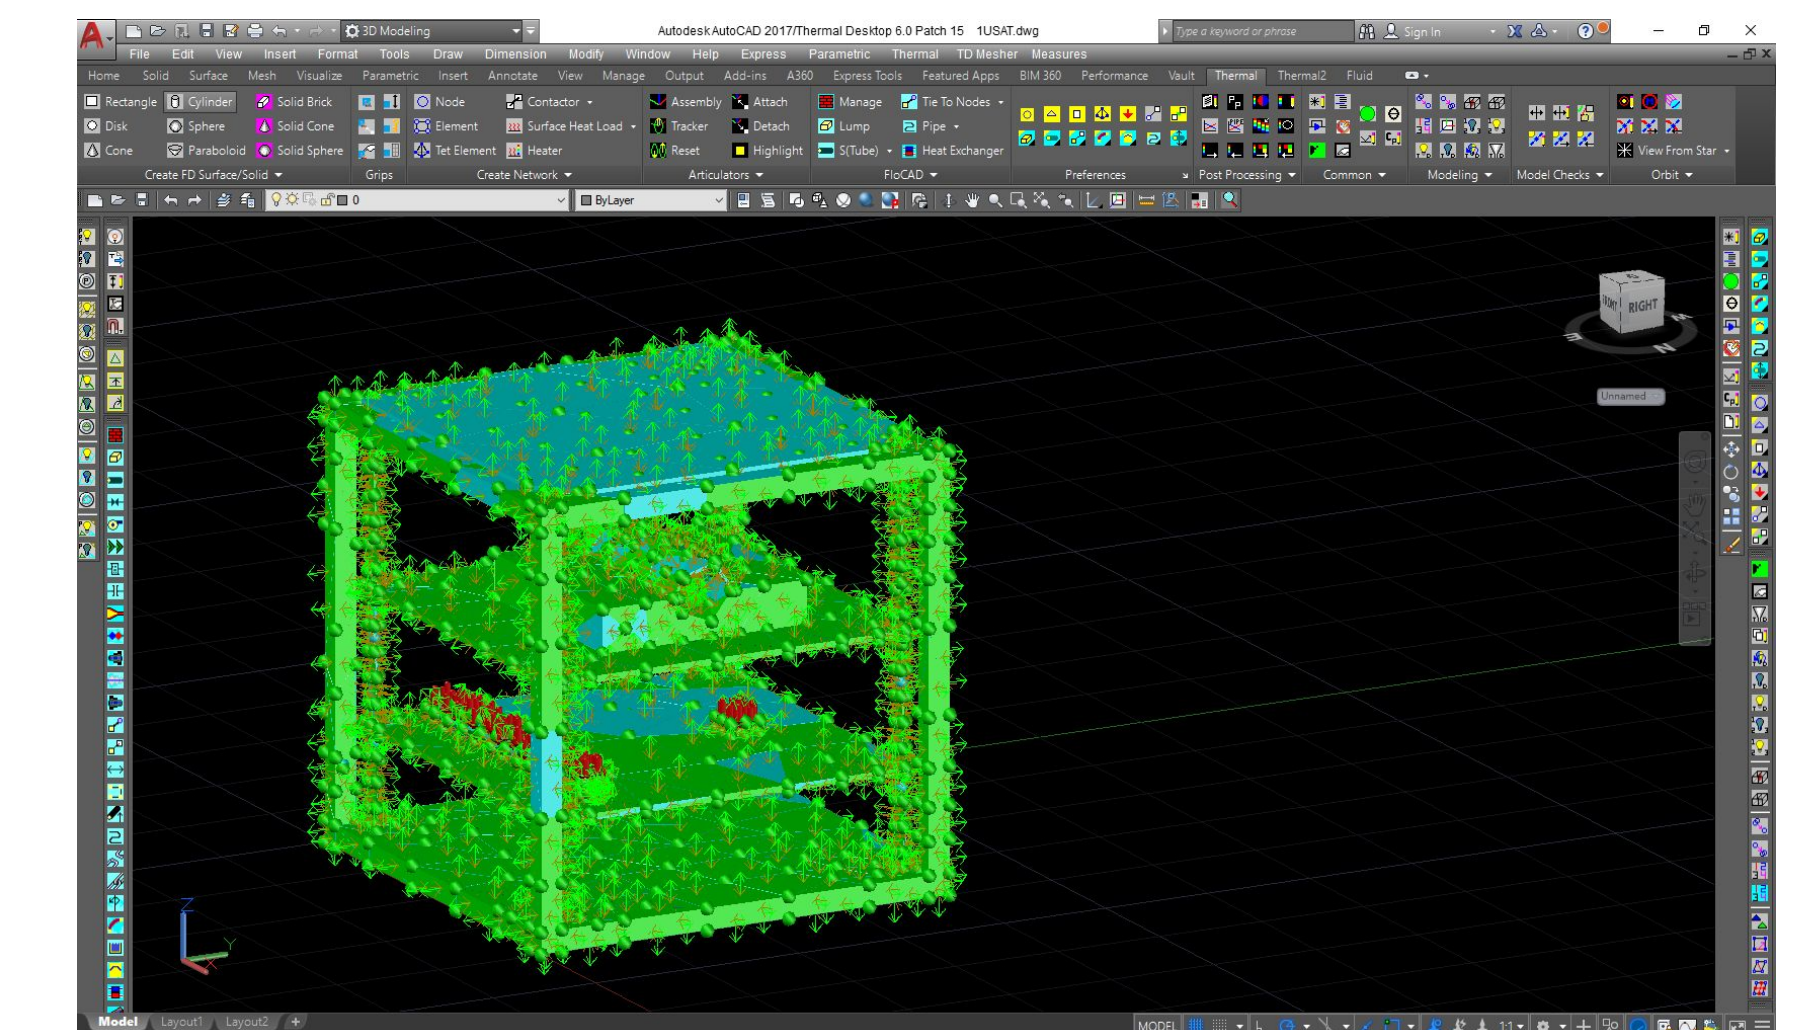 3D Modeling Autodesk AutoCAD 2017/Thermal Desktop 6.0 Patch 15 1USAT.dwg Type a keyword or phrase Sign In
File Edit View Insert Format Tools Draw Dimension Modify Window Help Express Parametric Thermal TD Mesher Measures
Home Solid Surface Mesh Visualize Parametric Insert Annotate View Manage Output Add-ins A360 Express Tools Featured Apps BIM 360 Performance Vault Thermal Thermal2 Fluid
Rectangle Cylinder Solid Brick Node Contactor Assembly Attach Manage Tie To Nodes
Disk Sphere Solid Cone Element Surface Heat Load Tracker Detach Lump Pipe
Cone Paraboloid Solid Sphere Tet Element Heater Reset Highlight S(Tube) Heat Exchanger View From Star
Create FD Surface/Solid Grips Create Network Articulators FloCAD Preferences Post Processing Common Modeling Model Checks Orbit
0 ByLayer
FRONT RIGHT
N
Unnamed
Z
Y
X
Model Layout1 Layout2 +
MODEL 1:1